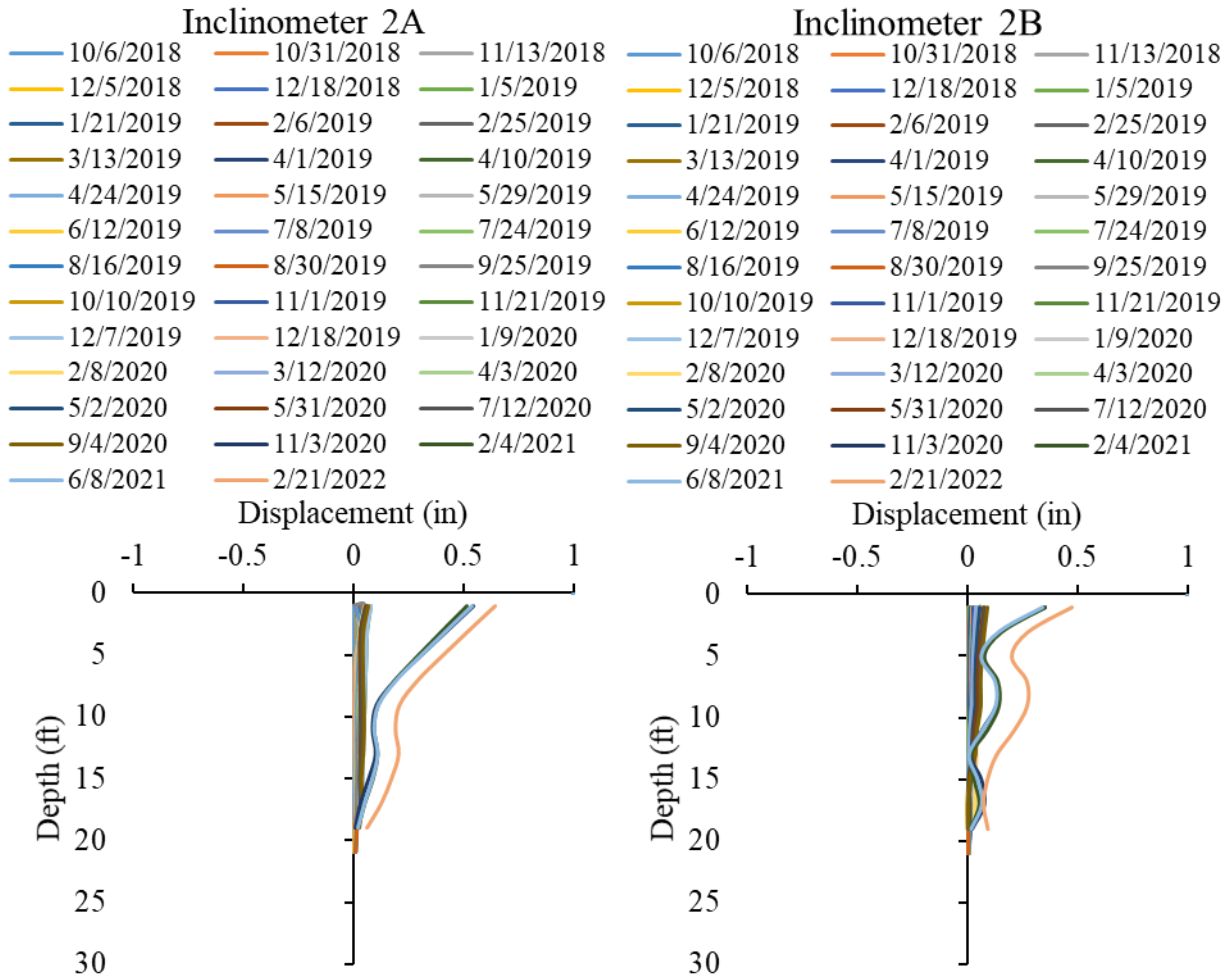 Inclinometer 2A
10/6/2018 10/31/2018 11/13/2018
12/5/2018 12/18/2018 1/5/2019
1/21/2019 2/6/2019 2/25/2019
3/13/2019 4/1/2019 4/10/2019
4/24/2019 5/15/2019 5/29/2019
6/12/2019 7/8/2019 7/24/2019
8/16/2019 8/30/2019 9/25/2019
10/10/2019 11/1/2019 11/21/2019
12/7/2019 12/18/2019 1/9/2020
2/8/2020 3/12/2020 4/3/2020
5/2/2020 5/31/2020 7/12/2020
9/4/2020 11/3/2020 2/4/2021
6/8/2021 2/21/2022
Displacement (in)
-1 -0.5 0 0.5 1
0
5
10
15
20
25
30
Depth (ft)
Inclinometer 2B
10/6/2018 10/31/2018 11/13/2018
12/5/2018 12/18/2018 1/5/2019
1/21/2019 2/6/2019 2/25/2019
3/13/2019 4/1/2019 4/10/2019
4/24/2019 5/15/2019 5/29/2019
6/12/2019 7/8/2019 7/24/2019
8/16/2019 8/30/2019 9/25/2019
10/10/2019 11/1/2019 11/21/2019
12/7/2019 12/18/2019 1/9/2020
2/8/2020 3/12/2020 4/3/2020
5/2/2020 5/31/2020 7/12/2020
9/4/2020 11/3/2020 2/4/2021
6/8/2021 2/21/2022
Displacement (in)
-1 -0.5 0 0.5 1
0
5
10
15
20
25
30
Depth (ft)